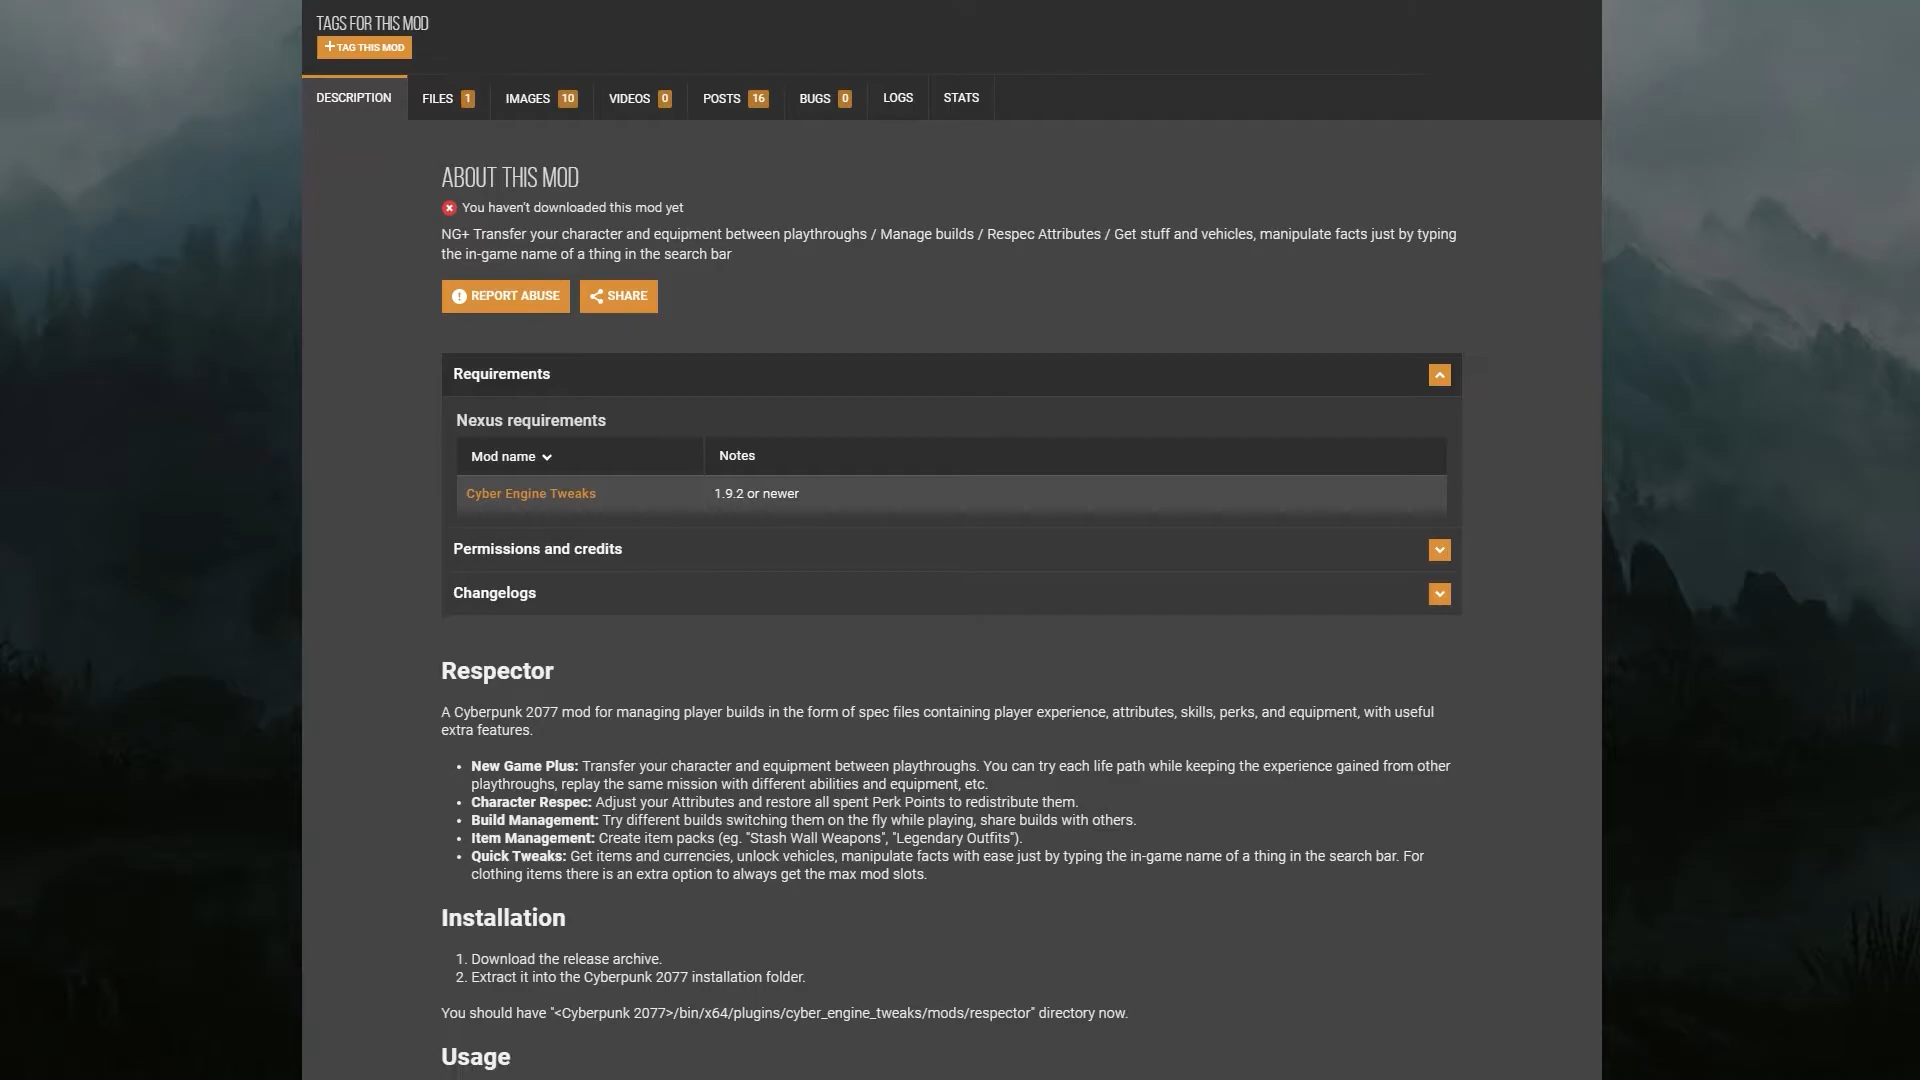 TAGS FOR THIS MOD
+ TAG THIS MOD
DESCRIPTION FILES 1 IMAGES 10 VIDEOS 0 POSTS 16 BUGS 0 LOGS STATS
ABOUT THIS MOD
You haven't downloaded this mod yet
NG+ Transfer your character and equipment between playthroughs / Manage builds / Respec Attributes / Get stuff and vehicles, manipulate facts just by typing
the in-game name of a thing in the search bar
REPORT ABUSE SHARE
Requirements
Nexus requirements
Mod name Notes
Cyber Engine Tweaks 1.9.2 or newer
Permissions and credits
Changelogs
Respector
A Cyberpunk 2077 mod for managing player builds in the form of spec files containing player experience, attributes, skills, perks, and equipment, with useful
extra features.
• New Game Plus: Transfer your character and equipment between playthroughs. You can try each life path while keeping the experience gained from other
playthroughs, replay the same mission with different abilities and equipment, etc.
• Character Respec: Adjust your Attributes and restore all spent Perk Points to redistribute them.
• Build Management: Try different builds switching them on the fly while playing, share builds with others.
• Item Management: Create item packs (eg. "Stash Wall Weapons", "Legendary Outfits").
• Quick Tweaks: Get items and currencies, unlock vehicles, manipulate facts with ease just by typing the in-game name of a thing in the search bar. For
clothing items there is an extra option to always get the max mod slots.
Installation
1. Download the release archive.
2. Extract it into the Cyberpunk 2077 installation folder.
You should have "<Cyberpunk 2077>/bin/x64/plugins/cyber_engine_tweaks/mods/respector" directory now.
Usage